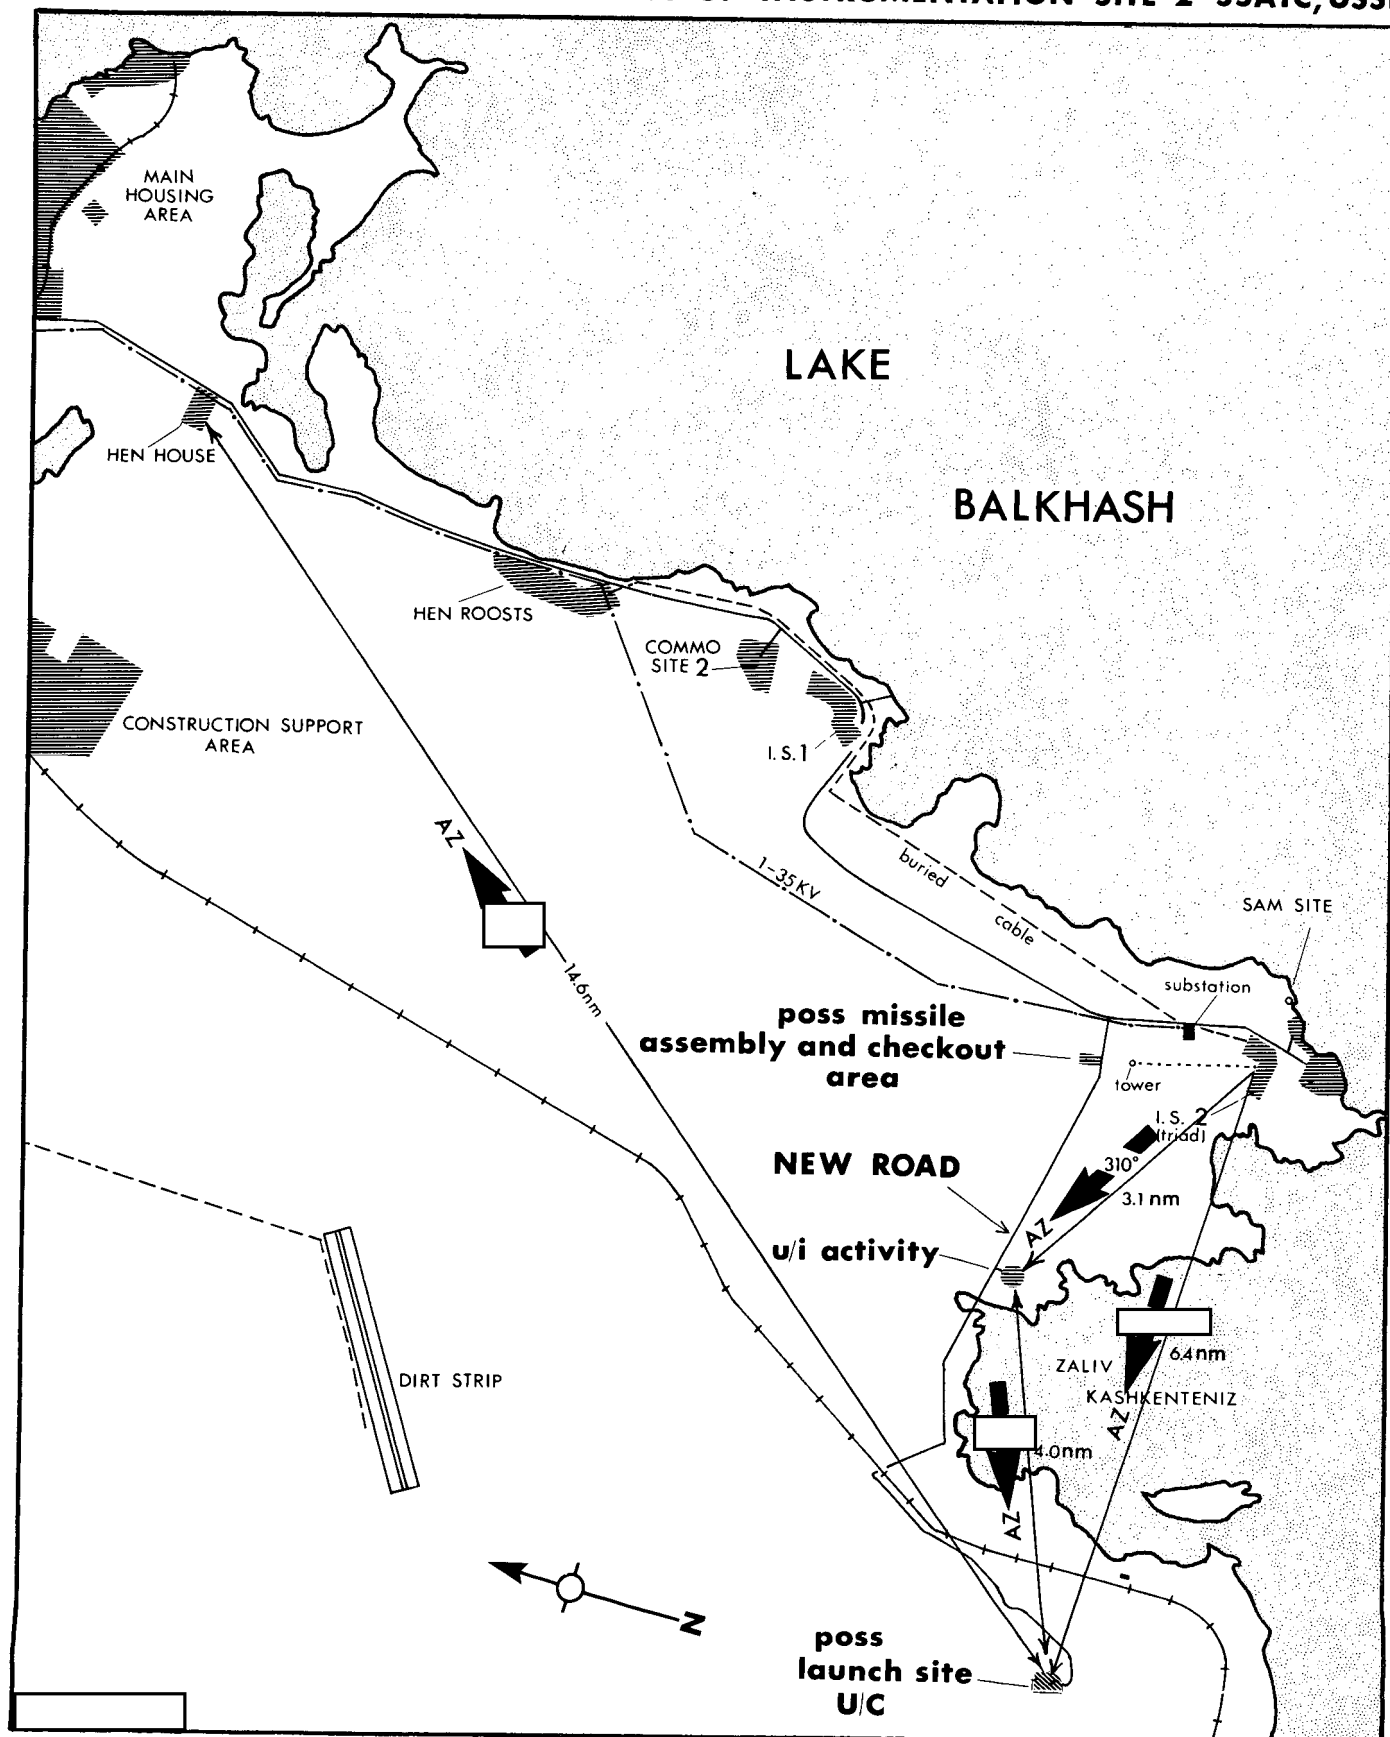 INSTRUMENTATION SITE 2 SSATC, USSR
MAIN
HOUSING
AREA
LAKE
HEN HOUSE
BALKHASH
HEN ROOSTS
COMMO
SITE 2
CONSTRUCTION SUPPORT
AREA
I. S. 1
AZ
1-35KV
buried
cable
SAM SITE
14.6nm
substation
poss missile
assembly and checkout
area
tower
I. S. 2
(triad)
NEW ROAD
310°
3.1 nm
AZ
u/i activity
ZALIV
6.4nm
DIRT STRIP
KASHKENTENIZ
AZ
4.0nm
AZ
N
poss
launch site
U/C